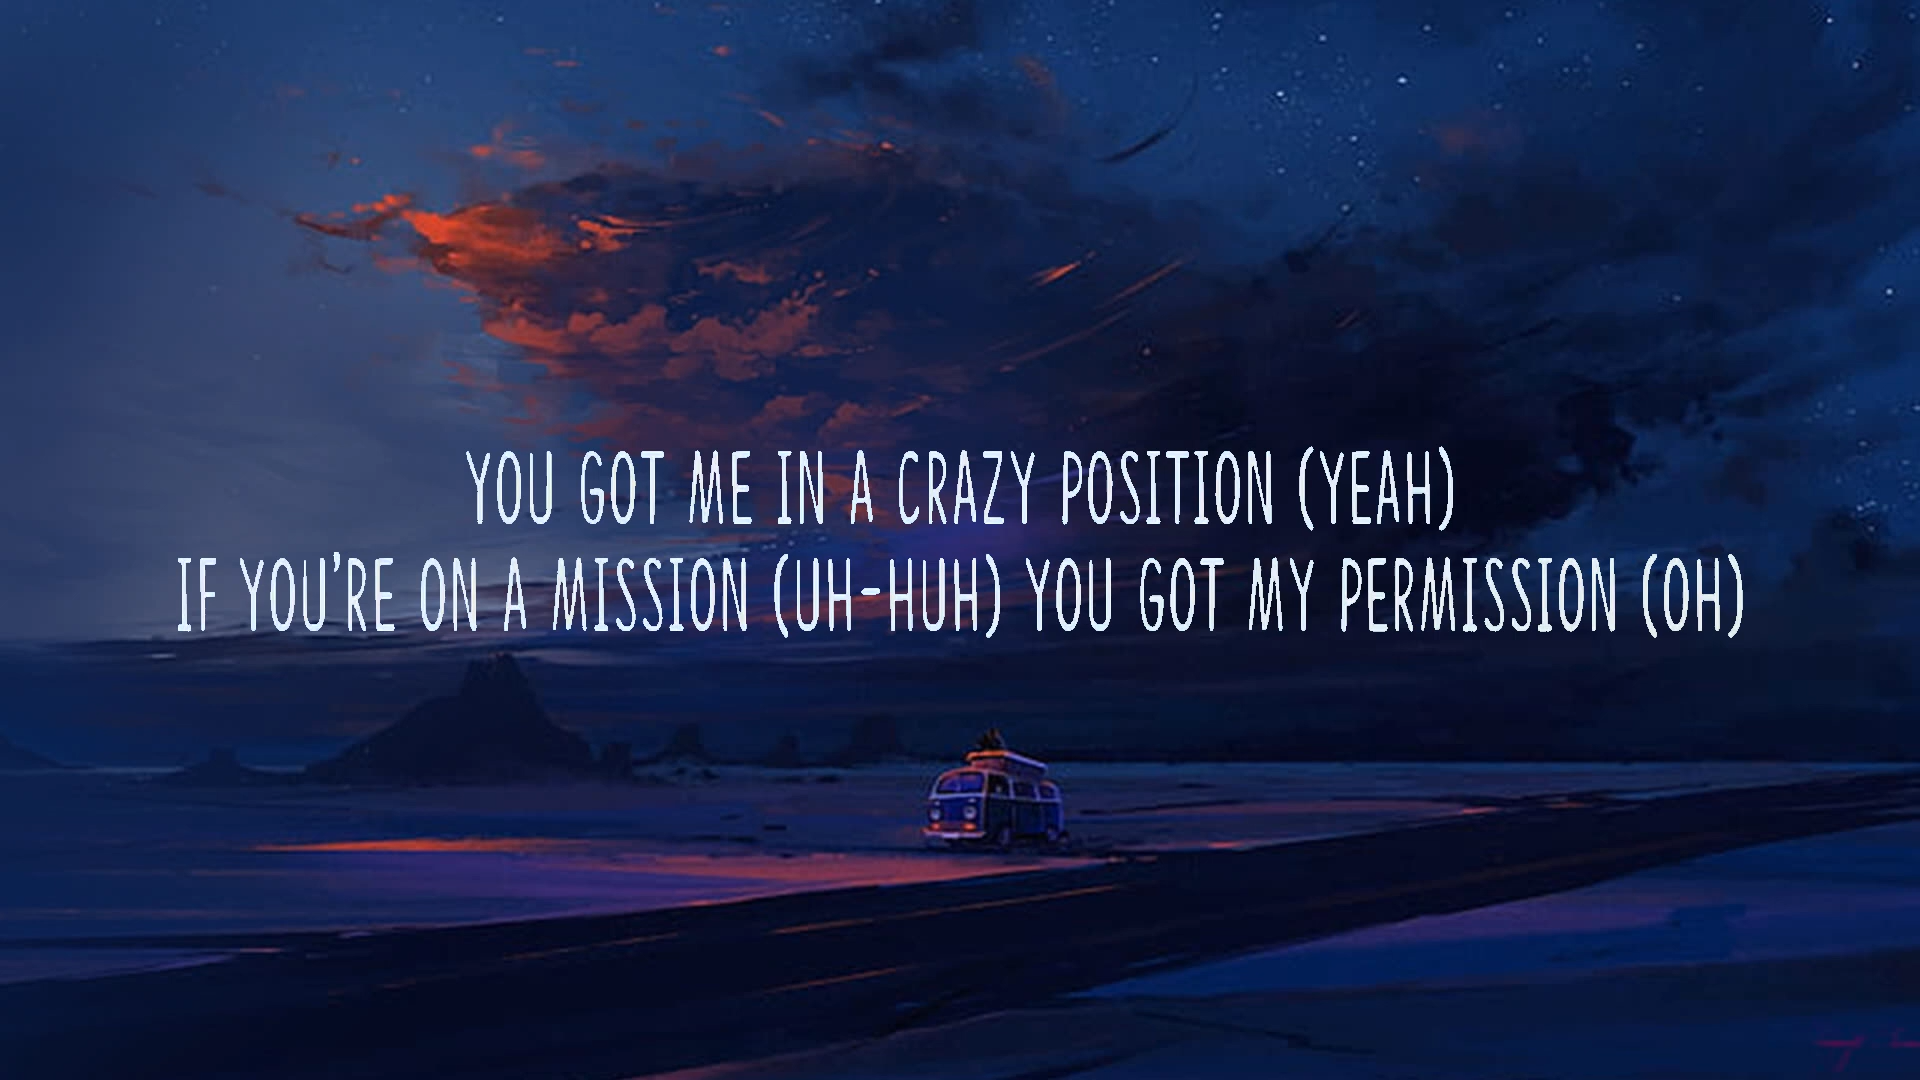 YOU GOT ME IN A CRAZY POSITION (YEAH)
IF YOU'RE ON A MISSION (UH-HUH) YOU GOT MY PERMISSION (OH)